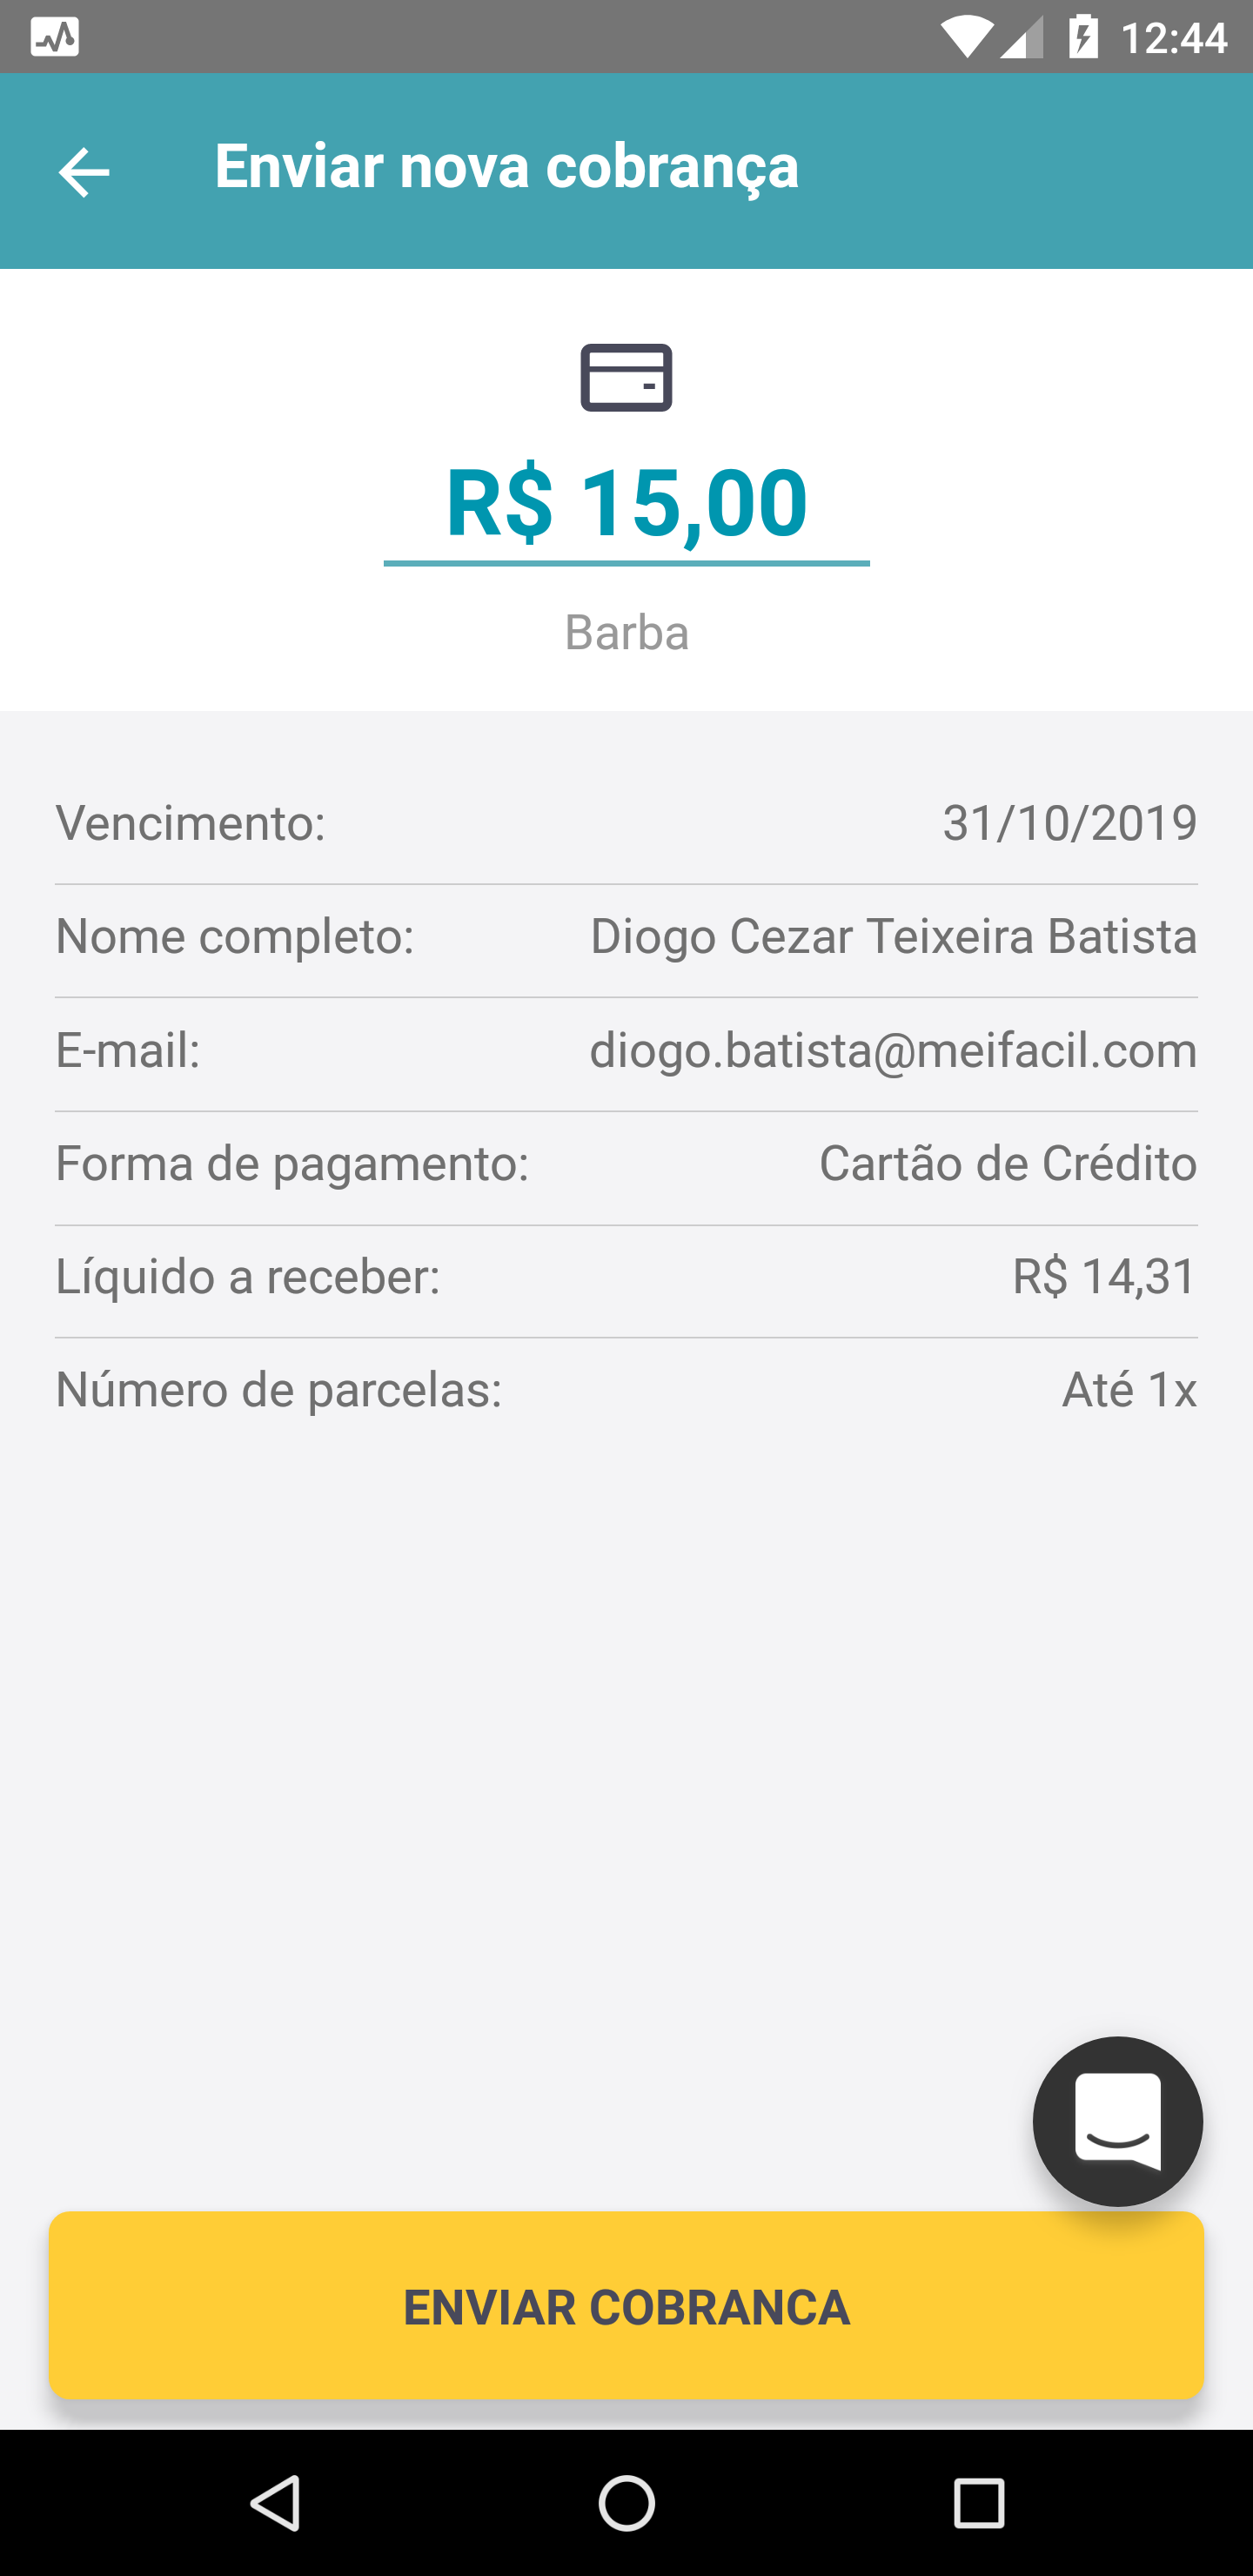 12:44
Enviar nova cobrança
R$ 15,00
Barba
Vencimento: 31/10/2019
Nome completo: Diogo Cezar Teixeira Batista
E-mail: diogo.batista@meifacil.com
Forma de pagamento: Cartão de Crédito
Líquido a receber: R$ 14,31
Número de parcelas: Até 1x
ENVIAR COBRANCA